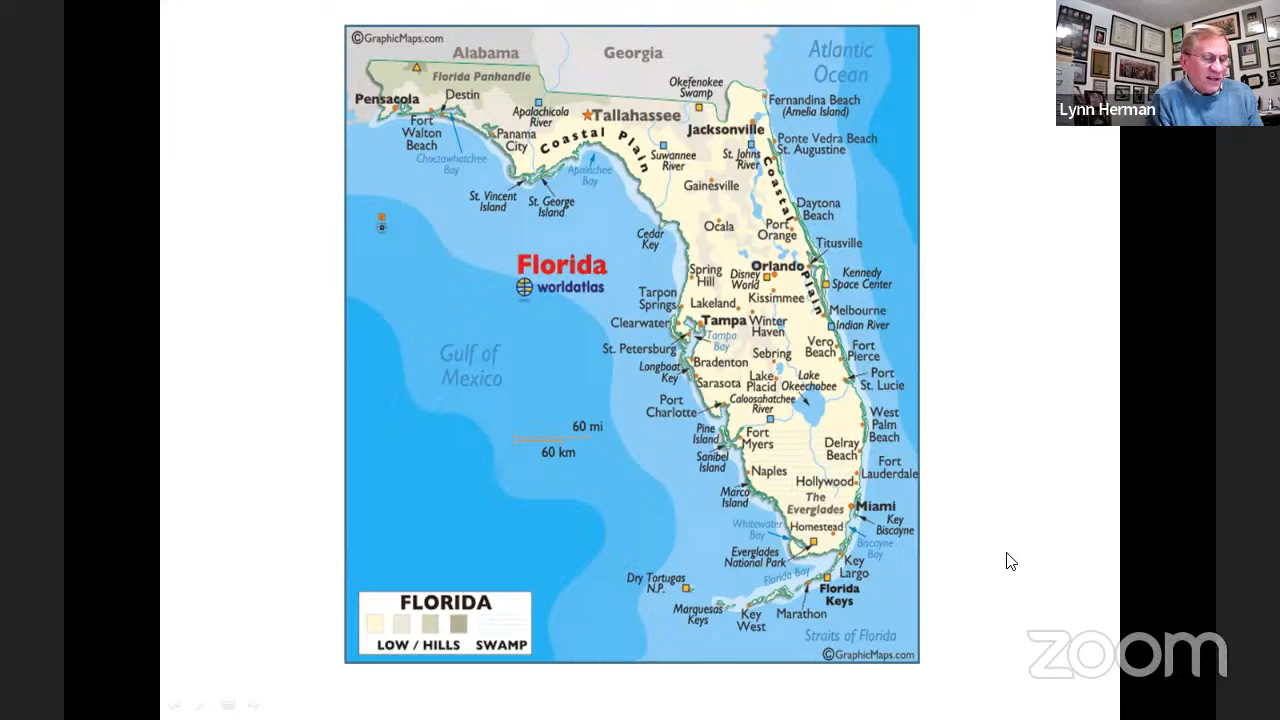 ©GraphicMaps.com
Alabama
Georgia
Atlantic
Ocean
Lynn Herman
Florida Panhandle
Okefenokee
Swamp
Pensacola
Destin
Fernandina Beach
(Amelia Island)
Apalachicola
River
Tallahassee
Fort
Walton
Beach
Panama
City
Coastal Plain
Jacksonville
Ponte Vedra Beach
St. Augustine
Choctawhatchee
Bay
Apalachee
Bay
Suwannee
River
St. Johns
River
Coastal Plain
St. Vincent
Island
St. George
Island
Gainesville
Daytona
Beach
Cedar
Key
Ocala
Port
Orange
Titusville
Florida
worldatlas
Spring
Hill
Disney
World
Orlando
Kennedy
Space Center
Tarpon
Springs
Lakeland
Kissimmee
Melbourne
Clearwater
Tampa
Winter
Haven
Indian River
Tampa
Bay
St. Petersburg
Vero
Beach
Fort
Pierce
Gulf of
Mexico
Longboat
Key
Bradenton
Sebring
Sarasota
Lake
Placid
Lake
Okeechobee
Port
St. Lucie
Port
Charlotte
Caloosahatchee
River
West
Palm
Beach
60 mi
60 km
Pine
Island
Fort
Myers
Delray
Beach
Sanibel
Island
Fort
Lauderdale
Naples
Hollywood
Marco
Island
The
Everglades
Miami
Key
Biscayne
Whitewater
Bay
Homestead
Biscayne
Bay
Everglades
National Park
Key
Largo
Florida Bay
Dry Tortugas
N.P.
Florida
Keys
Marquesas
Keys
Key
West
Marathon
Straits of Florida
FLORIDA
LOW / HILLS SWAMP
©GraphicMaps.com
zoom